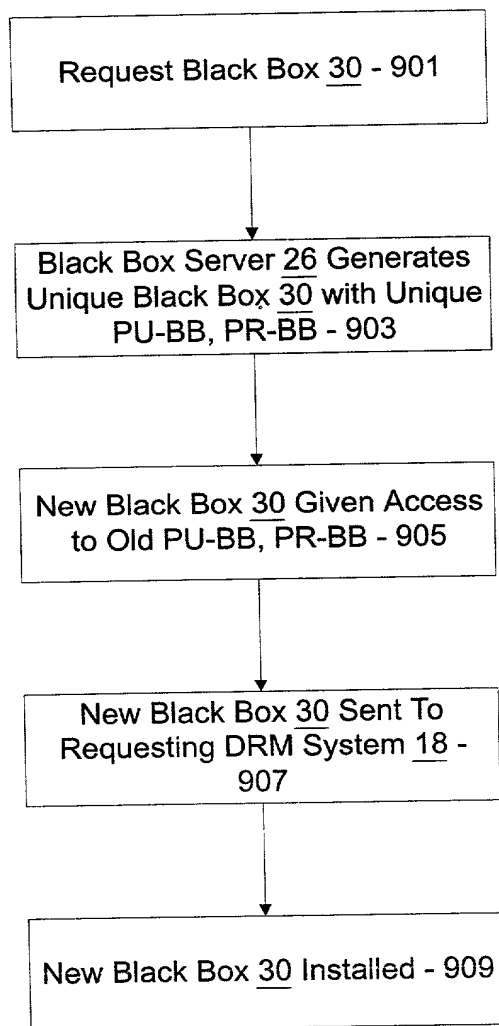 Request Black Box 30 - 901
Black Box Server 26 Generates
Unique Black Box 30 with Unique
PU-BB, PR-BB - 903
New Black Box 30 Given Access
to Old PU-BB, PR-BB - 905
New Black Box 30 Sent To
Requesting DRM System 18 -
907
New Black Box 30 Installed - 909